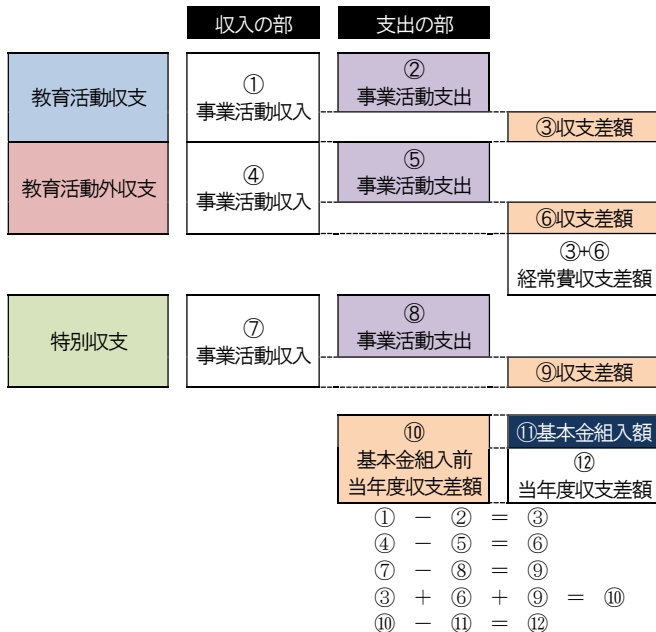 収入の部 支出の部
教育活動収支
①
事業活動収入
②
事業活動支出
③収支差額
教育活動外収支
④
事業活動収入
⑤
事業活動支出
⑥収支差額
③+⑥
経常費収支差額
特別収支
⑦
事業活動収入
⑧
事業活動支出
⑨収支差額
⑩
基本金組入前
当年度収支差額
⑪基本金組入額
⑫
当年度収支差額
① － ② ＝ ③
④ － ⑤ ＝ ⑥
⑦ － ⑧ ＝ ⑨
③ ＋ ⑥ ＋ ⑨ ＝ ⑩
⑩ － ⑪ ＝ ⑫